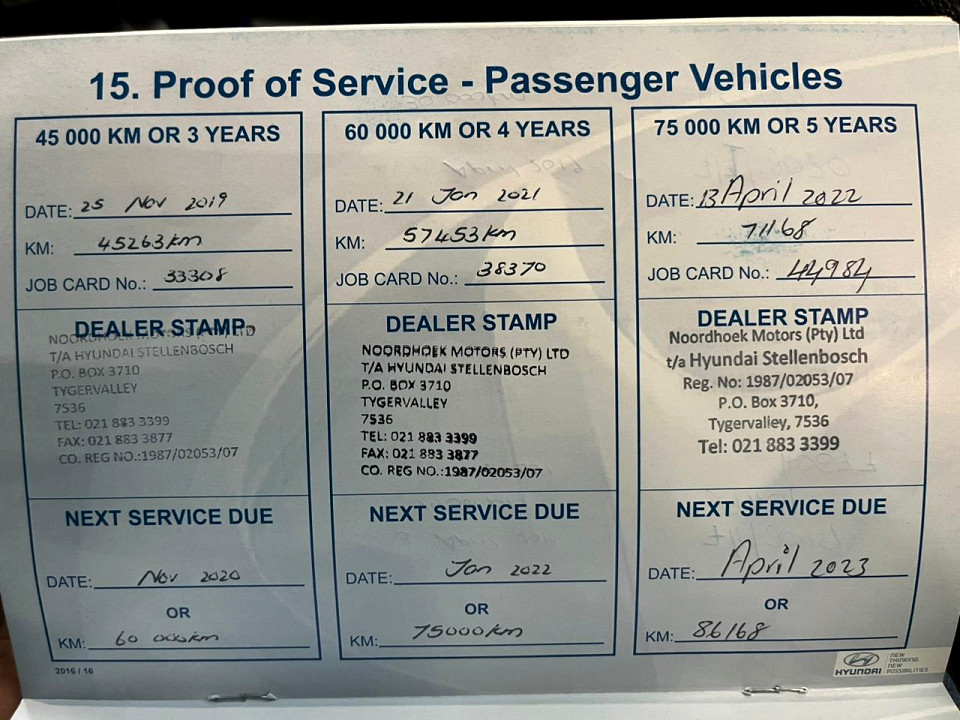 15. Proof of Service - Passenger Vehicles
45 000 KM OR 3 YEARS
DATE: 25 Nov 2019
KM: 45263km
JOB CARD No.: 33308
DEALER STAMP
NOORDHOEK MOTORS (PTY) LTD
T/A HYUNDAI STELLENBOSCH
P.O. BOX 3710
TYGERVALLEY
7536
TEL: 021 883 3399
FAX: 021 883 3877
CO. REG NO.:1987/02053/07
NEXT SERVICE DUE
DATE: Nov 2020
OR
KM: 60 000km
60 000 KM OR 4 YEARS
DATE: 21 Jan 2021
KM: 57453km
JOB CARD No.: 38370
DEALER STAMP
NOORDHOEK MOTORS (PTY) LTD
T/A HYUNDAI STELLENBOSCH
P.O. BOX 3710
TYGERVALLEY
7536
TEL: 021 883 3399
FAX: 021 883 3877
CO. REG NO.:1987/02053/07
NEXT SERVICE DUE
DATE: Jan 2022
OR
KM: 75000km
75 000 KM OR 5 YEARS
DATE: 13 April 2022
KM: 71168
JOB CARD No.: 44984
DEALER STAMP
Noordhoek Motors (Pty) Ltd
t/a Hyundai Stellenbosch
Reg. No: 1987/02053/07
P.O. Box 3710,
Tygervalley, 7536
Tel: 021 883 3399
NEXT SERVICE DUE
DATE: April 2023
OR
KM: 86168
2016 / 16
HYUNDAI
NEW
THINKING.
NEW
POSSIBILITIES.